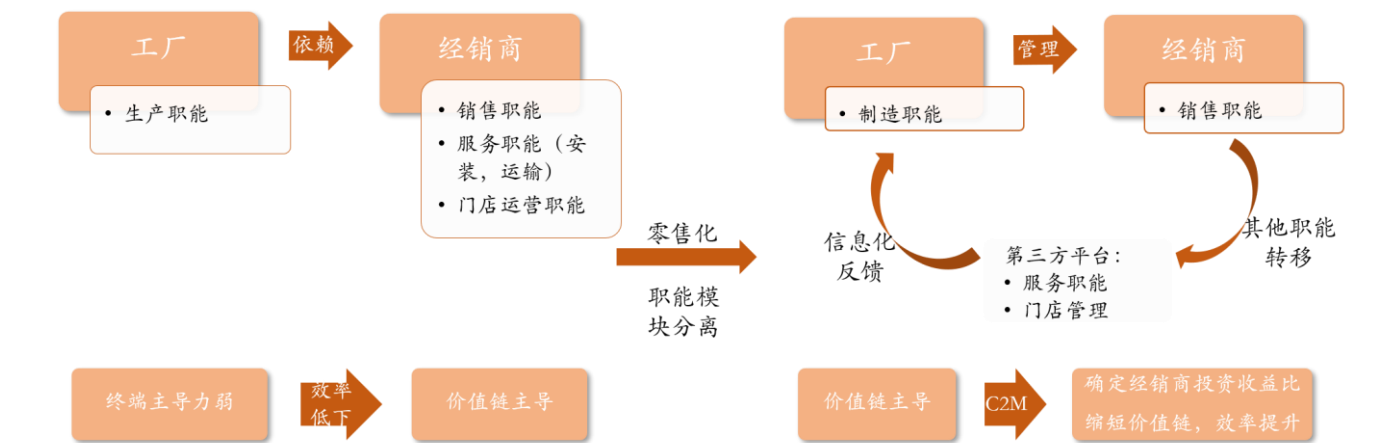 工厂
依赖
经销商
• 生产职能
• 销售职能
• 服务职能（安
装，运输）
• 门店运营职能
零售化
职能模
块分离
工厂
管理
经销商
• 制造职能
• 销售职能
信息化
反馈
第三方平台：
• 服务职能
• 门店管理
其他职能
转移
终端主导力弱
效率
低下
价值链主导
价值链主导
C2M
确定经销商投资收益比
缩短价值链，效率提升